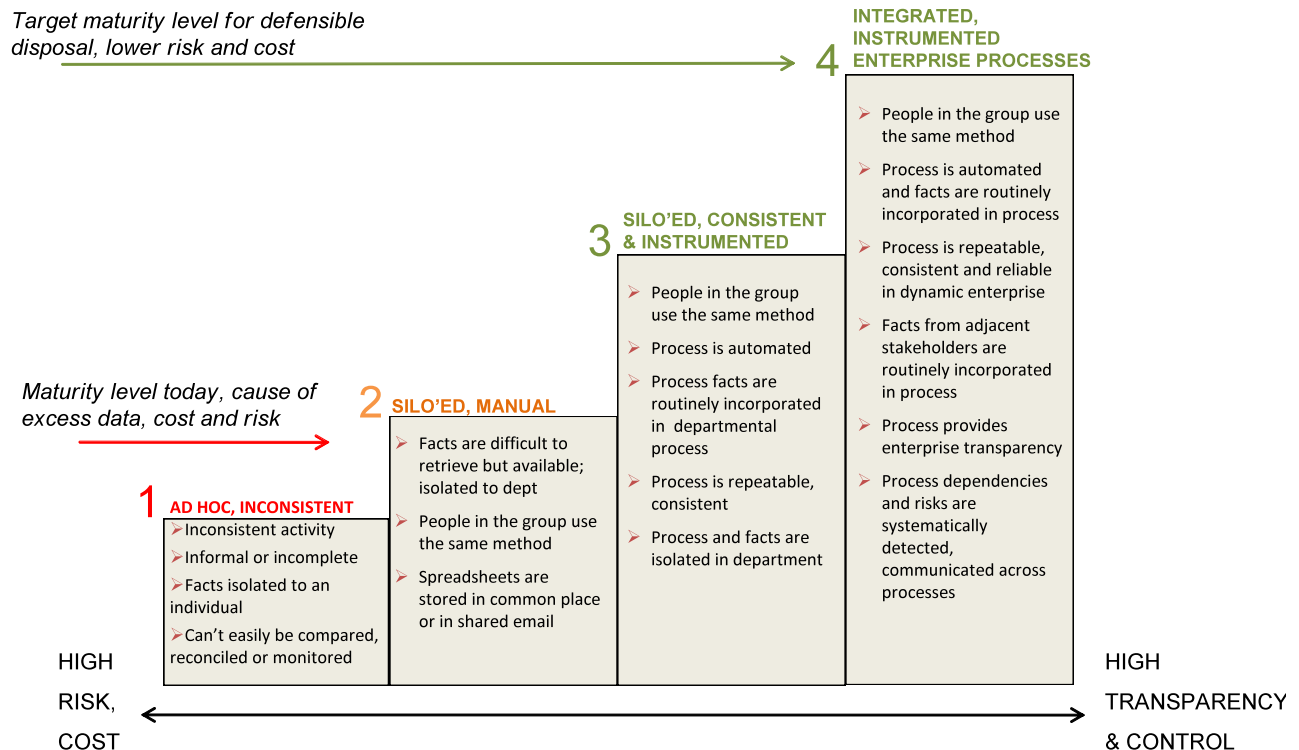 Target maturity level for defensible
disposal, lower risk and cost
4
INTEGRATED,
INSTRUMENTED
ENTERPRISE PROCESSES
People in the group use
the same method
Process is automated
and facts are routinely
incorporated in process
Process is repeatable,
consistent and reliable
in dynamic enterprise
Facts from adjacent
stakeholders are
routinely incorporated
in process
Process provides
enterprise transparency
Process dependencies
and risks are
systematically
detected,
communicated across
processes
3
SILO’ED, CONSISTENT
& INSTRUMENTED
People in the group
use the same method
Process is automated
Process facts are
routinely incorporated
in departmental
process
Process is repeatable,
consistent
Process and facts are
isolated in department
Maturity level today, cause of
excess data, cost and risk
2
SILO’ED, MANUAL
Facts are difficult to
retrieve but available;
isolated to dept
People in the group use
the same method
Spreadsheets are
stored in common place
or in shared email
1
AD HOC, INCONSISTENT
Inconsistent activity
Informal or incomplete
Facts isolated to an
individual
Can’t easily be compared,
reconciled or monitored
HIGH
RISK,
COST
HIGH
TRANSPARENCY
& CONTROL